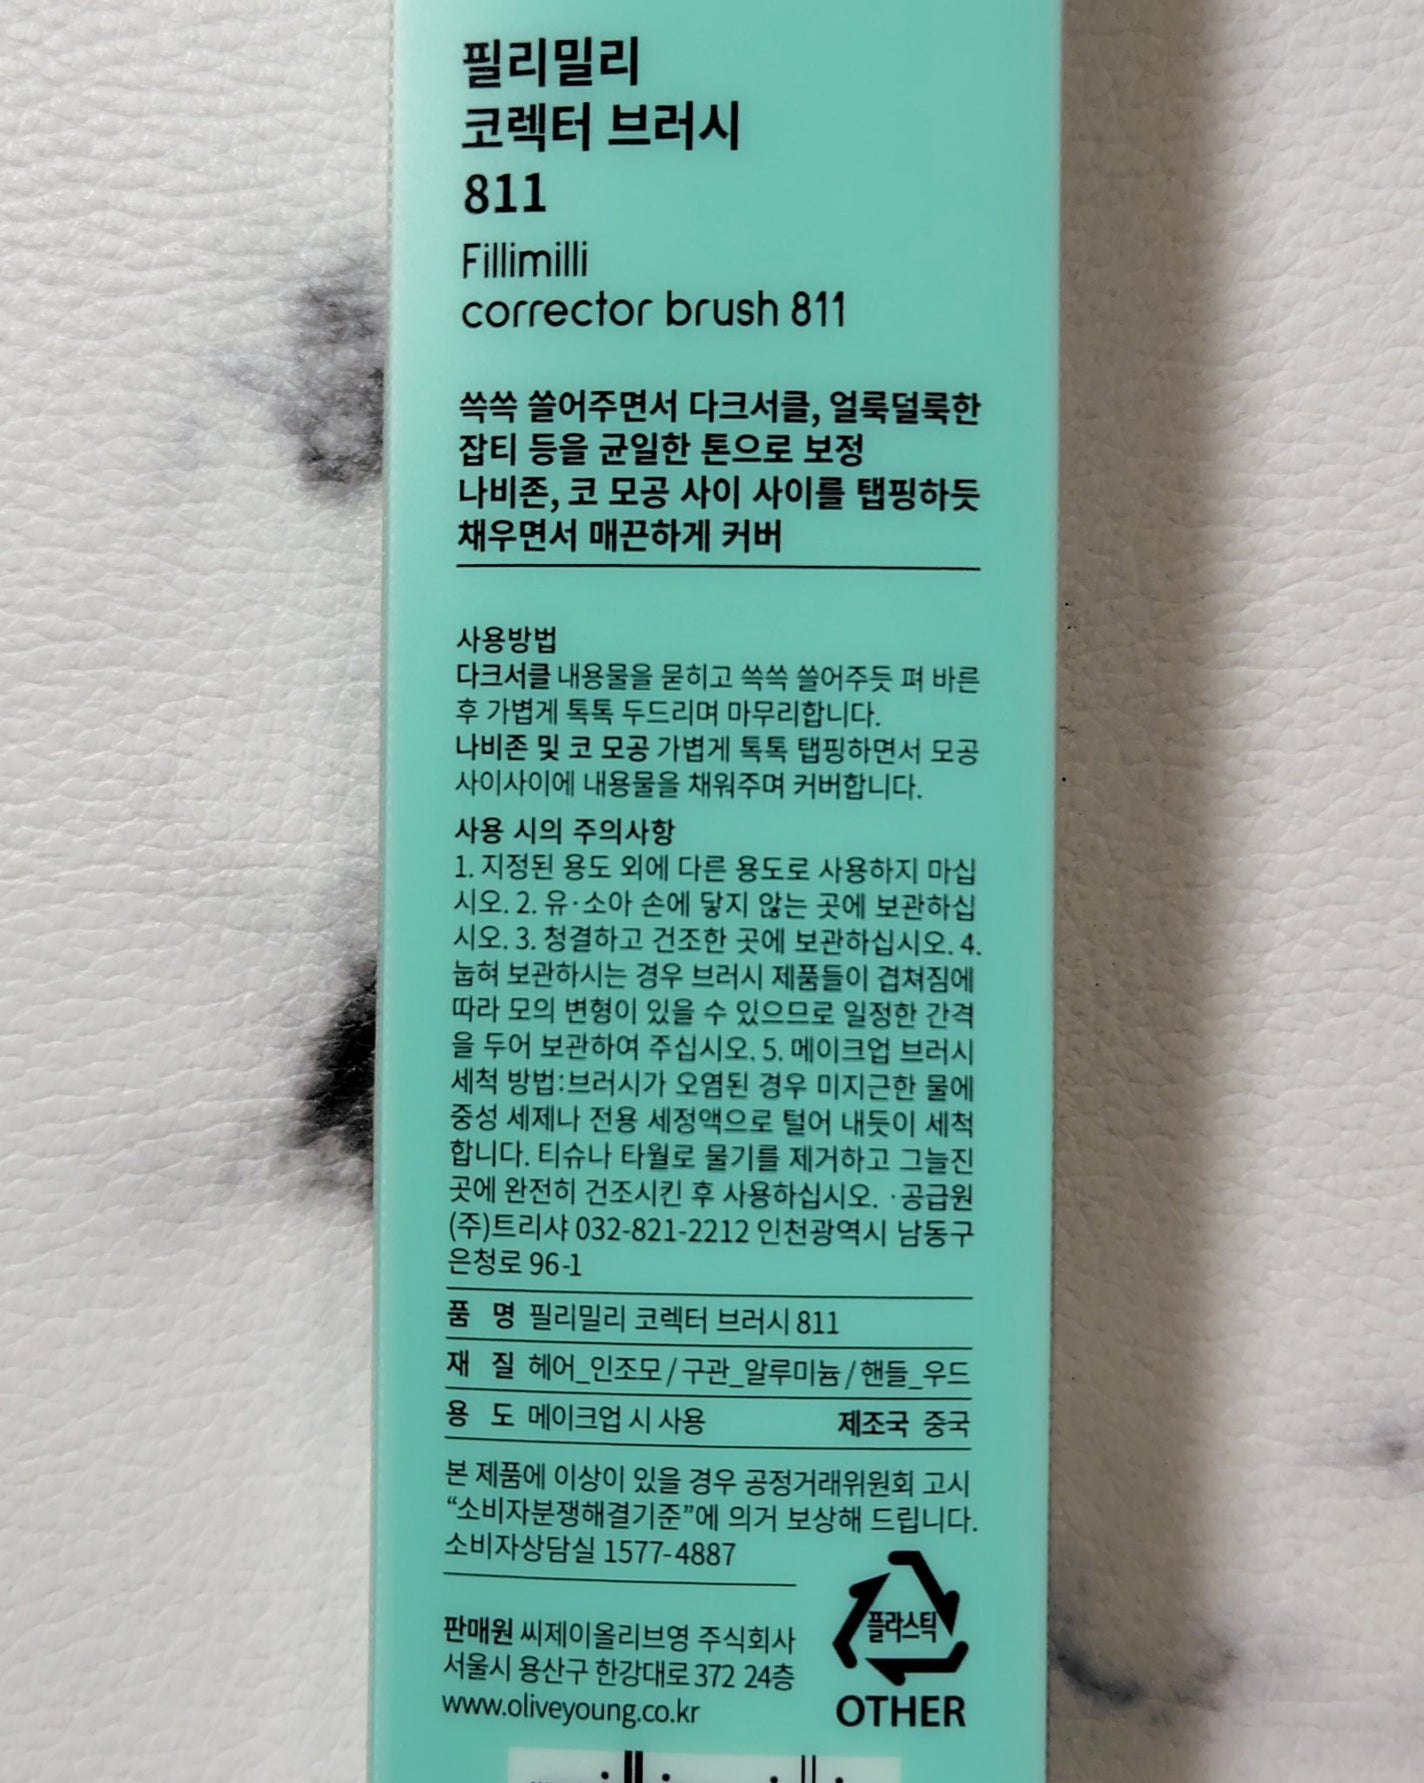 필리밀리
코렉터 브러시
811
Fillimilli
corrector brush 811
쓱쓱 쓸어주면서 다크서클, 얼룩덜룩한
잡티 등을 균일한 톤으로 보정
나비존, 코 모공 사이 사이를 탭핑하듯
채우면서 매끈하게 커버
사용방법
다크서클 내용물을 묻히고 쓱쓱 쓸어주듯 펴 바른
후 가볍게 톡톡 두드리며 마무리합니다.
나비존 및 코 모공 가볍게 톡톡 탭핑하면서 모공
사이사이에 내용물을 채워주며 커버합니다.
사용 시의 주의사항
1. 지정된 용도 외에 다른 용도로 사용하지 마십
시오. 2. 유·소아 손에 닿지 않는 곳에 보관하십
시오. 3. 청결하고 건조한 곳에 보관하십시오. 4.
눕혀 보관하시는 경우 브러시 제품들이 겹쳐짐에
따라 모의 변형이 있을 수 있으므로 일정한 간격
을 두어 보관하여 주십시오. 5. 메이크업 브러시
세척 방법:브러시가 오염된 경우 미지근한 물에
중성 세제나 전용 세정액으로 털어 내듯이 세척
합니다. 티슈나 타월로 물기를 제거하고 그늘진
곳에 완전히 건조시킨 후 사용하십시오. ·공급원
(주)트리샤 032-821-2212 인천광역시 남동구
은청로 96-1
품 명 필리밀리 코렉터 브러시 811
재 질 헤어_인조모 / 구관_알루미늄 / 핸들_우드
용 도 메이크업 시 사용 제조국 중국
본 제품에 이상이 있을 경우 공정거래위원회 고시
“소비자분쟁해결기준”에 의거 보상해 드립니다.
소비자상담실 1577-4887
판매원 씨제이올리브영 주식회사
서울시 용산구 한강대로 372 24층
www.oliveyoung.co.kr
플라스틱
OTHER